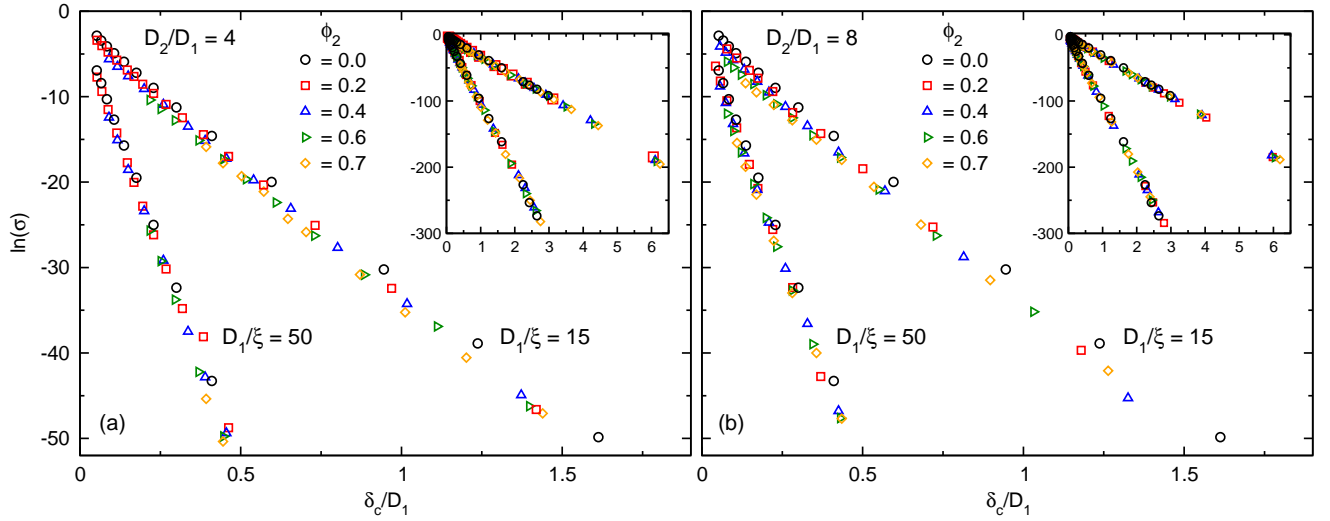 D₂/D₁ = 4
ϕ₂
= 0.0
= 0.2
= 0.4
= 0.6
= 0.7
D₁/ξ = 50
D₁/ξ = 15
(a)
0
-10
-20
-30
-40
-50
ln(σ)
0 0.5 1 1.5
δ_c/D₁
0
-100
-200
-300
0 1 2 3 4 5 6
D₂/D₁ = 8
ϕ₂
= 0.0
= 0.2
= 0.4
= 0.6
= 0.7
D₁/ξ = 50
D₁/ξ = 15
(b)
0 0.5 1 1.5
δ_c/D₁
0
-100
-200
-300
0 1 2 3 4 5 6